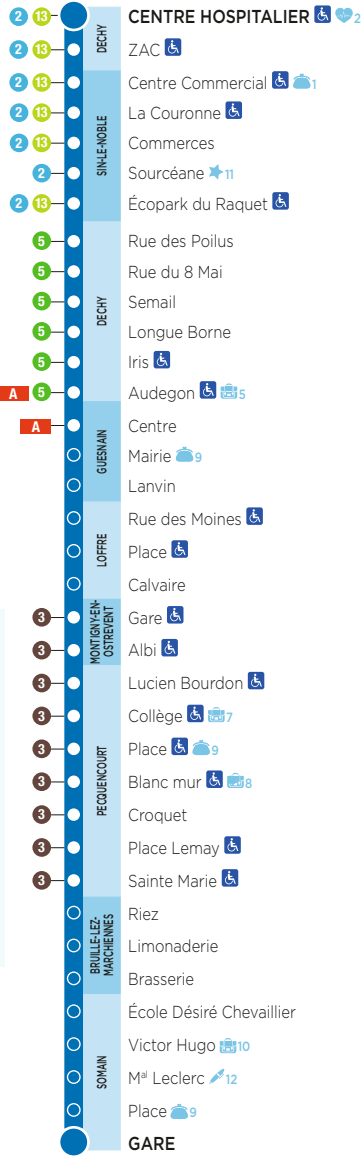 2 13 CENTRE HOSPITALIER 2
DECHY
2 13 ZAC
2 13 Centre Commercial 1
2 13 La Couronne
2 13 Commerces
SIN-LE-NOBLE
2 Sourcéane 11
2 13 Écopark du Raquet
5 Rue des Poilus
5 Rue du 8 Mai
5 Semail
DECHY
5 Longue Borne
5 Iris
A 5 Audegon 5
A Centre
GUESNAIN
Mairie 9
Lanvin
Rue des Moines
LOFFRE
Place
Calvaire
3 Gare
MONTIGNY-EN-
OSTREVENT
3 Albi
3 Lucien Bourdon
3 Collège 7
3 Place 9
PECQUENCOURT
3 Blanc mur 8
3 Croquet
3 Place Lemay
3 Sainte Marie
Riez
BRUILLE-LEZ-
MARCHIENNES
Limonaderie
Brasserie
École Désiré Chevaillier
Victor Hugo 10
SOMAIN
Mal Leclerc 12
Place 9
GARE